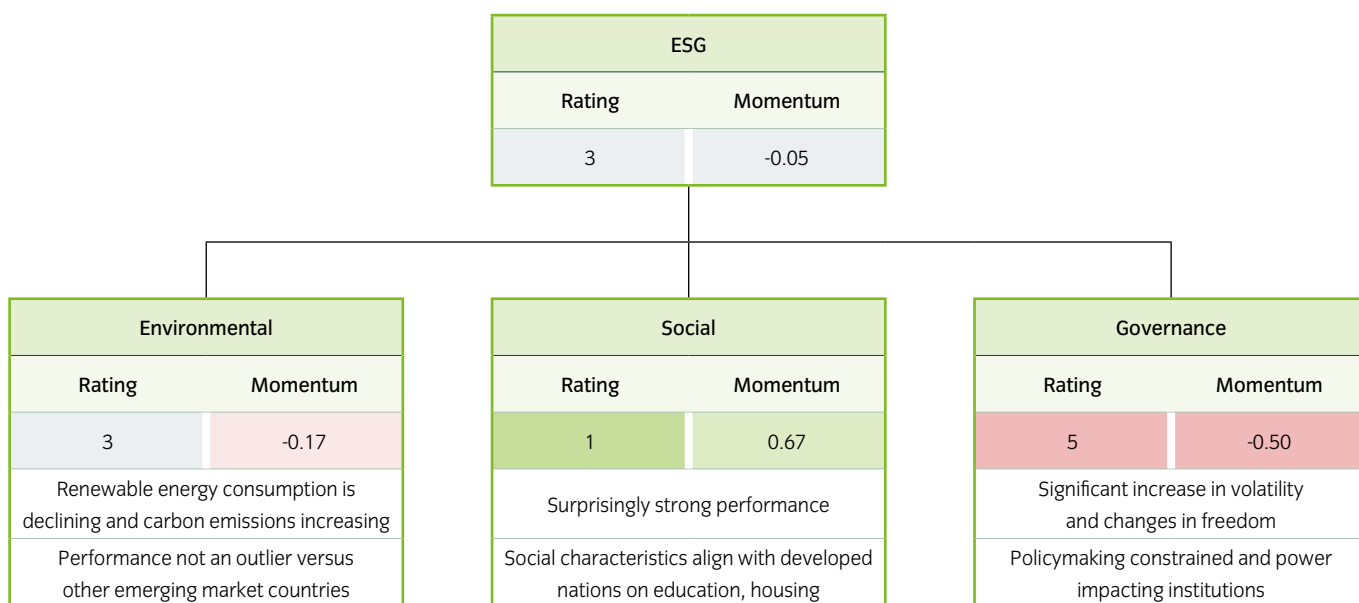 ESG
Rating Momentum
3 -0.05
Environmental
Rating Momentum
3 -0.17
Renewable energy consumption is
declining and carbon emissions increasing
Performance not an outlier versus
other emerging market countries
Social
Rating Momentum
1 0.67
Surprisingly strong performance
Social characteristics align with developed
nations on education, housing
Governance
Rating Momentum
5 -0.50
Significant increase in volatility
and changes in freedom
Policymaking constrained and power
impacting institutions